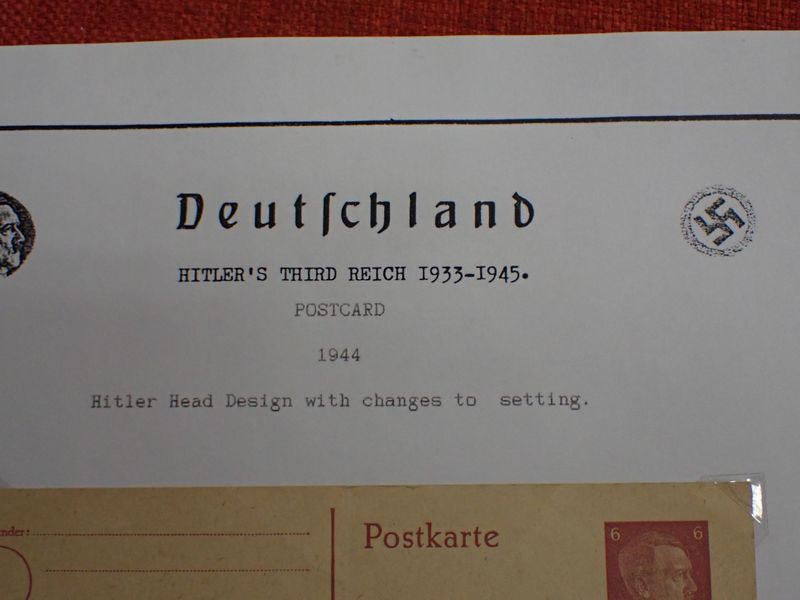 Deutſchland
HITLER'S THIRD REICH 1933-1945.
POSTCARD
1944
Hitler Head Design with changes to setting.
Postkarte
6 6